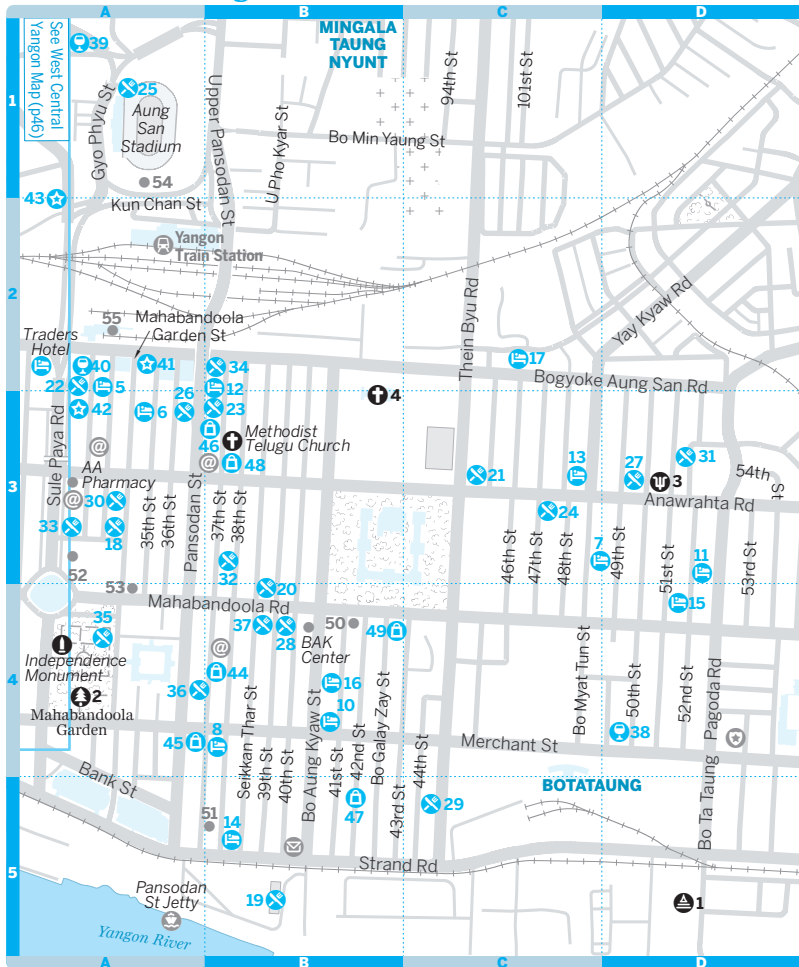 A
B
C
D
See West Central
Yangon Map (p46)
39
MINGALA
TAUNG
NYUNT
25
Aung
San
Stadium
Gyo Phyu St
Upper Pansodan St
U Pho Kyar St
94th St
101st St
1
Bo Min Yaung St
54
43
Kun Chan St
Yangon
Train Station
2
55
Mahabandoola
Garden St
Thein Byu Rd
Yay Kyaw Rd
Traders
Hotel
40
41
34
17
Bogyoke Aung San Rd
22
5
12
4
42
6
26
23
46
Methodist
Telugu Church
48
@
@
Sule Paya Rd
AA
Pharmacy
3
@
30
33
18
35th St
36th St
Pansodan St
37th St
38th St
21
13
27
31
3
54th
St
Anawrahta Rd
24
46th St
47th St
48th St
7
49th St
51st St
11
53rd St
52
32
53
20
Mahabandoola Rd
15
35
37
28
50
BAK
Center
49
@
Independence
Monument
4
2
Mahabandoola
Garden
44
36
16
10
45
8
Seikkan Thar St
39th St
40th St
Bo Aung Kyaw St
41st St
42nd St
Bo Galay Zay St
43rd St
44th St
Bo Myat Tun St
50th St
52nd St
Bo Ta Taung Pagoda Rd
38
Merchant St
Bank St
BOTATAUNG
51
14
47
29
5
Strand Rd
Pansodan
St Jetty
19
1
Yangon River
A
B
C
D